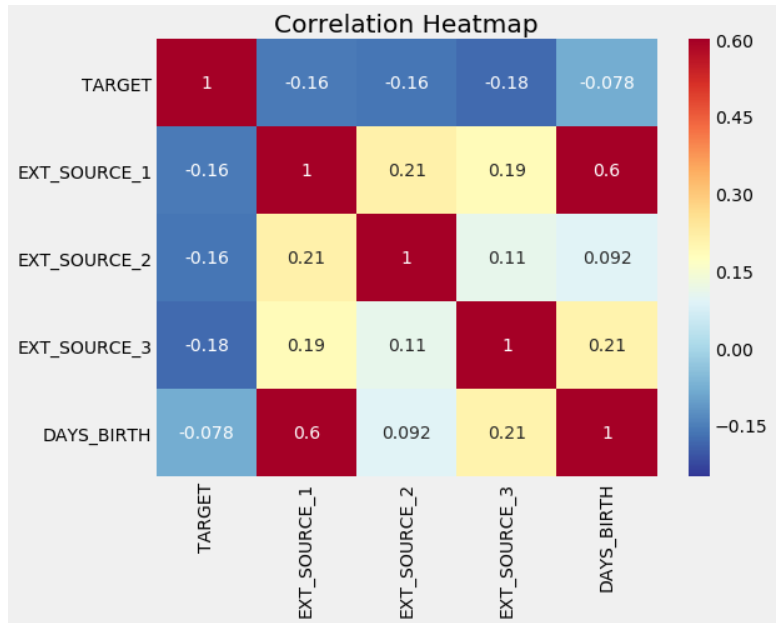 Correlation Heatmap
TARGET 1 -0.16 -0.16 -0.18 -0.078
EXT_SOURCE_1 -0.16 1 0.21 0.19 0.6
EXT_SOURCE_2 -0.16 0.21 1 0.11 0.092
EXT_SOURCE_3 -0.18 0.19 0.11 1 0.21
DAYS_BIRTH -0.078 0.6 0.092 0.21 1
TARGET
EXT_SOURCE_1
EXT_SOURCE_2
EXT_SOURCE_3
DAYS_BIRTH
0.60
0.45
0.30
0.15
0.00
−0.15